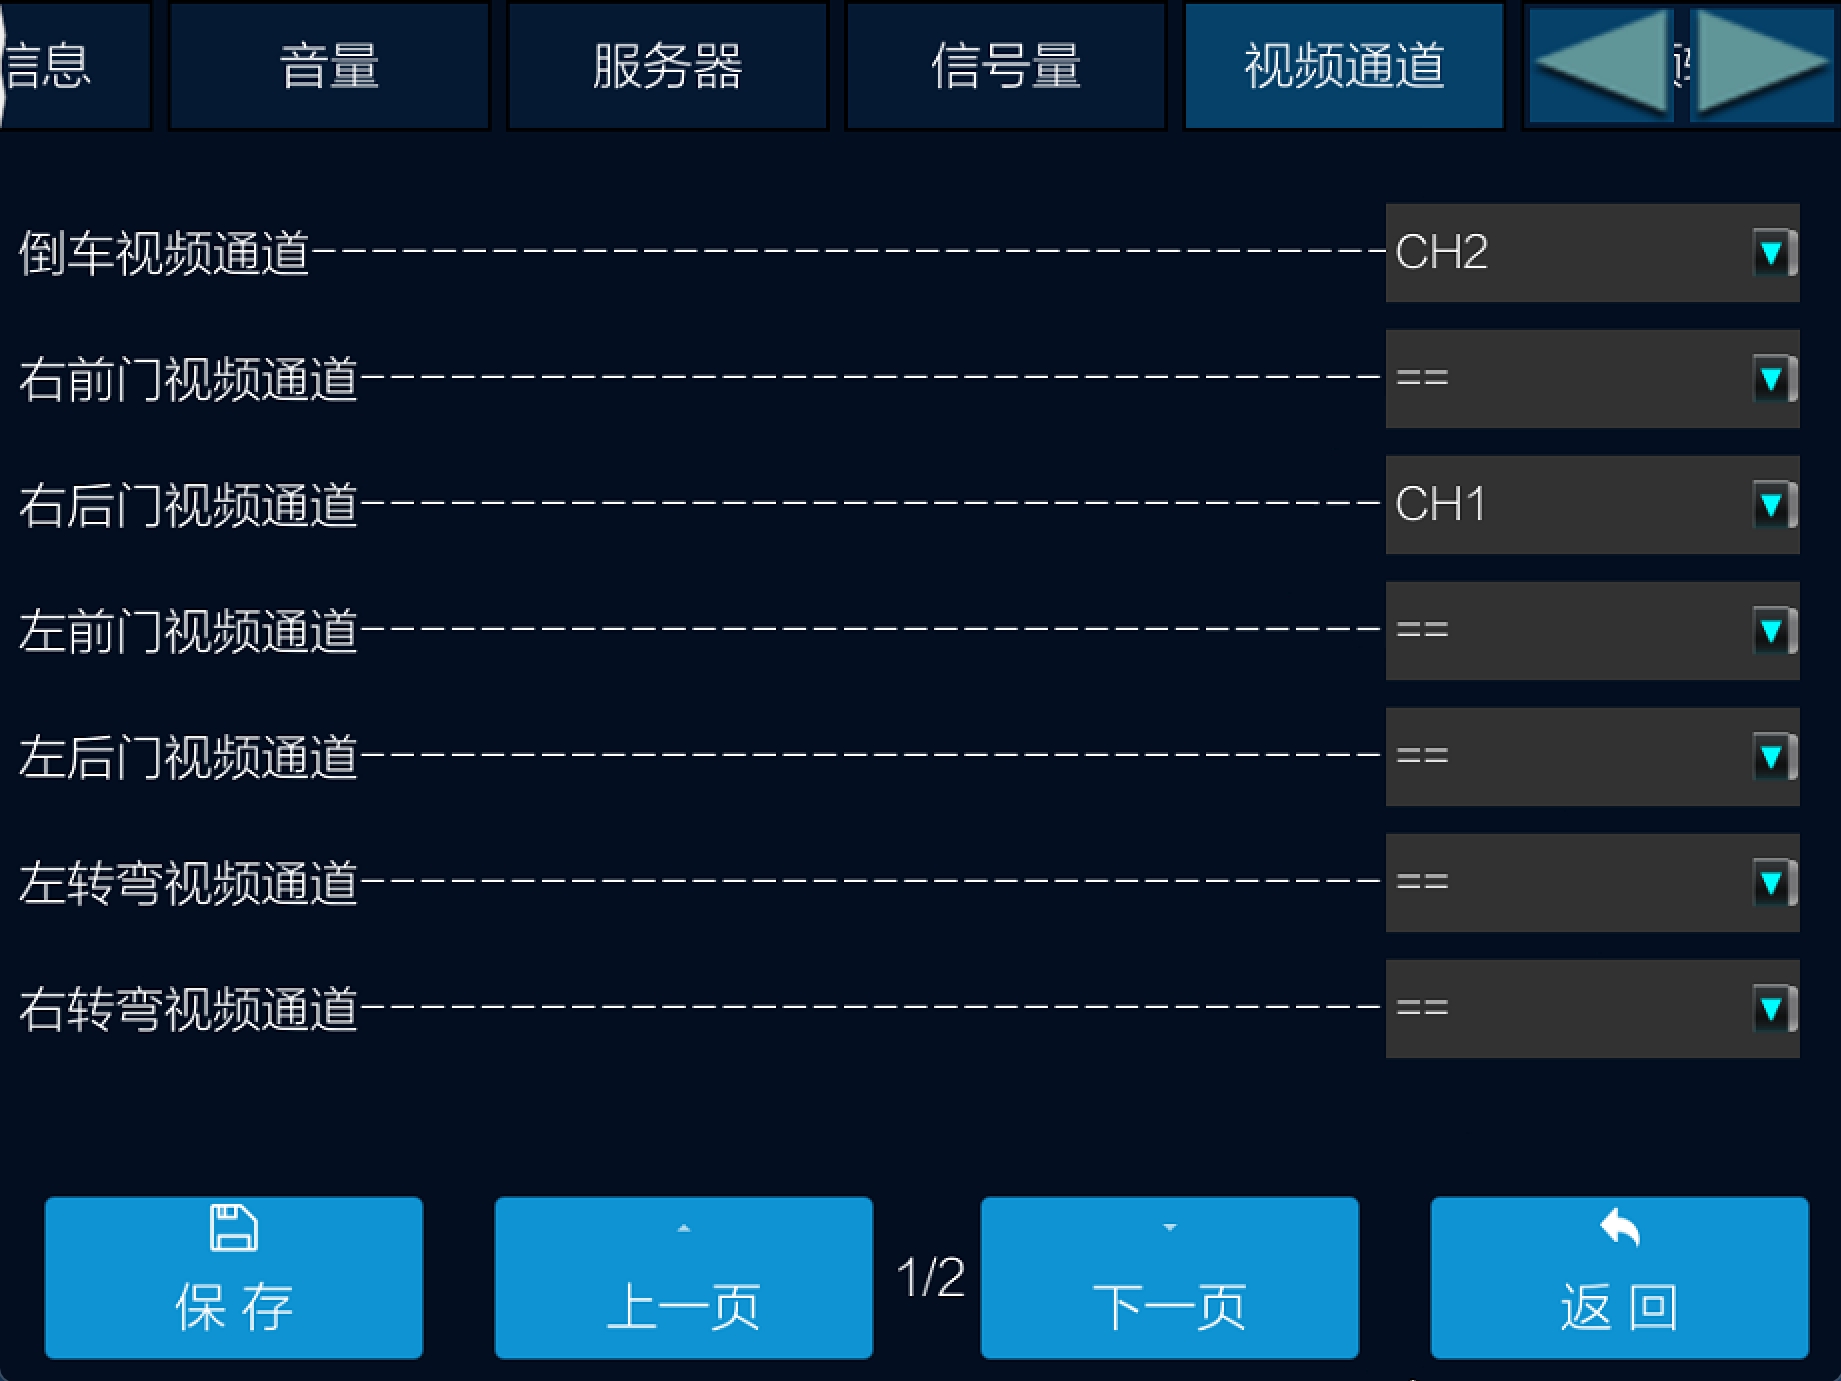 信息 音量 服务器 信号量 视频通道
倒车视频通道 CH2
右前门视频通道 ==
右后门视频通道 CH1
左前门视频通道 ==
左后门视频通道 ==
左转弯视频通道 ==
右转弯视频通道 ==
保存 上一页 1/2 下一页 返回